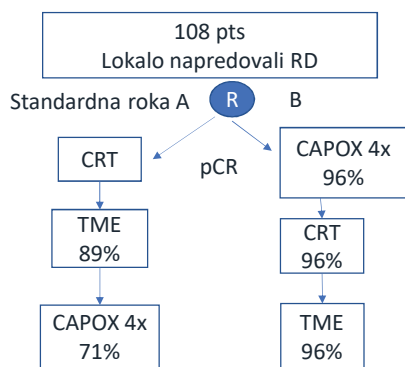 108 pts
Lokalo napredovali RD
Standardna roka A
R
B
CRT
pCR
CAPOX 4x
96%
TME
89%
CRT
96%
CAPOX 4x
71%
TME
96%